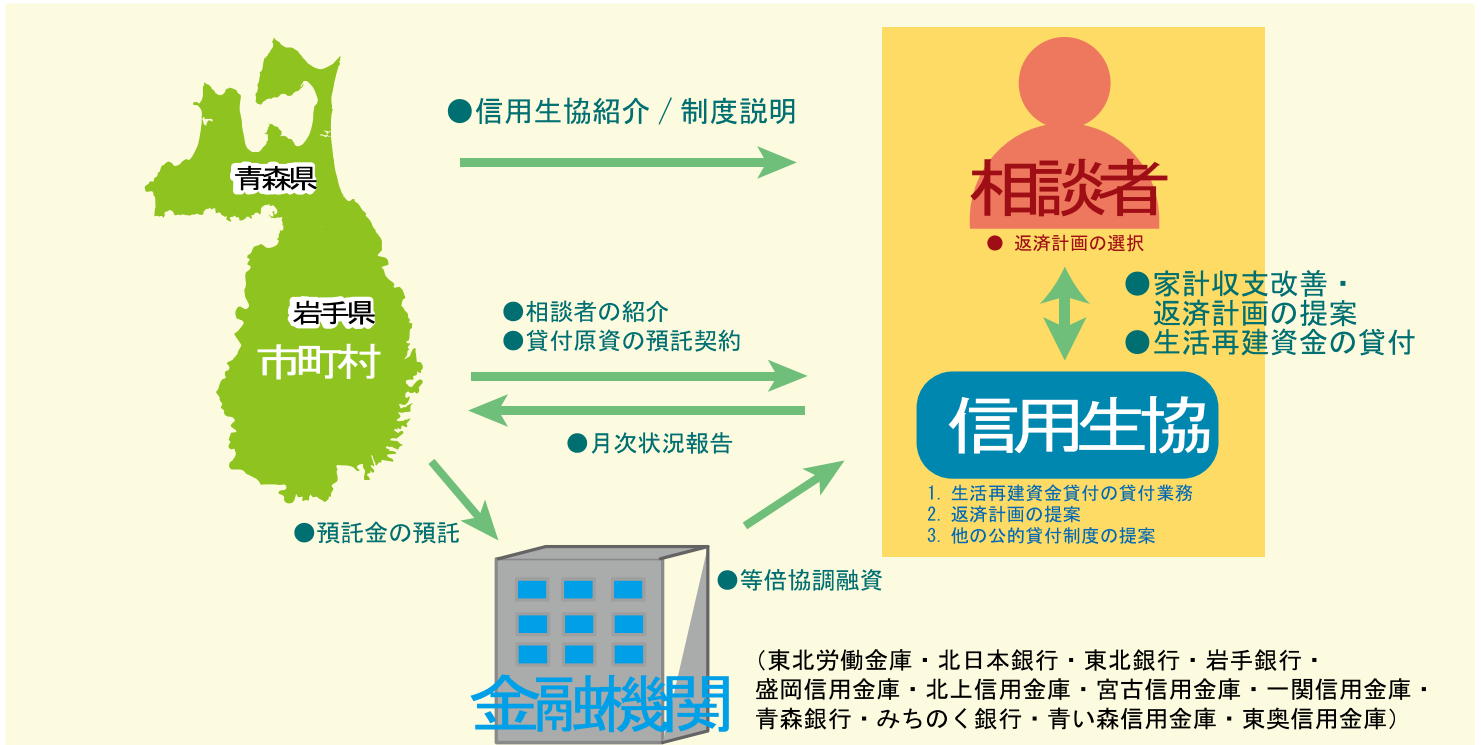 ●信用生協紹介 / 制度説明
青森県
相談者
● 返済計画の選択
●家計収支改善・
返済計画の提案
●生活再建資金の貸付
岩手県
市町村
●相談者の紹介
●貸付原資の預託契約
●月次状況報告
信用生協
1. 生活再建資金貸付の貸付業務
2. 返済計画の提案
3. 他の公的貸付制度の提案
●預託金の預託
●等倍協調融資
金融機関
（東北労働金庫・北日本銀行・東北銀行・岩手銀行・
盛岡信用金庫・北上信用金庫・宮古信用金庫・一関信用金庫・
青森銀行・みちのく銀行・青い森信用金庫・東奥信用金庫）